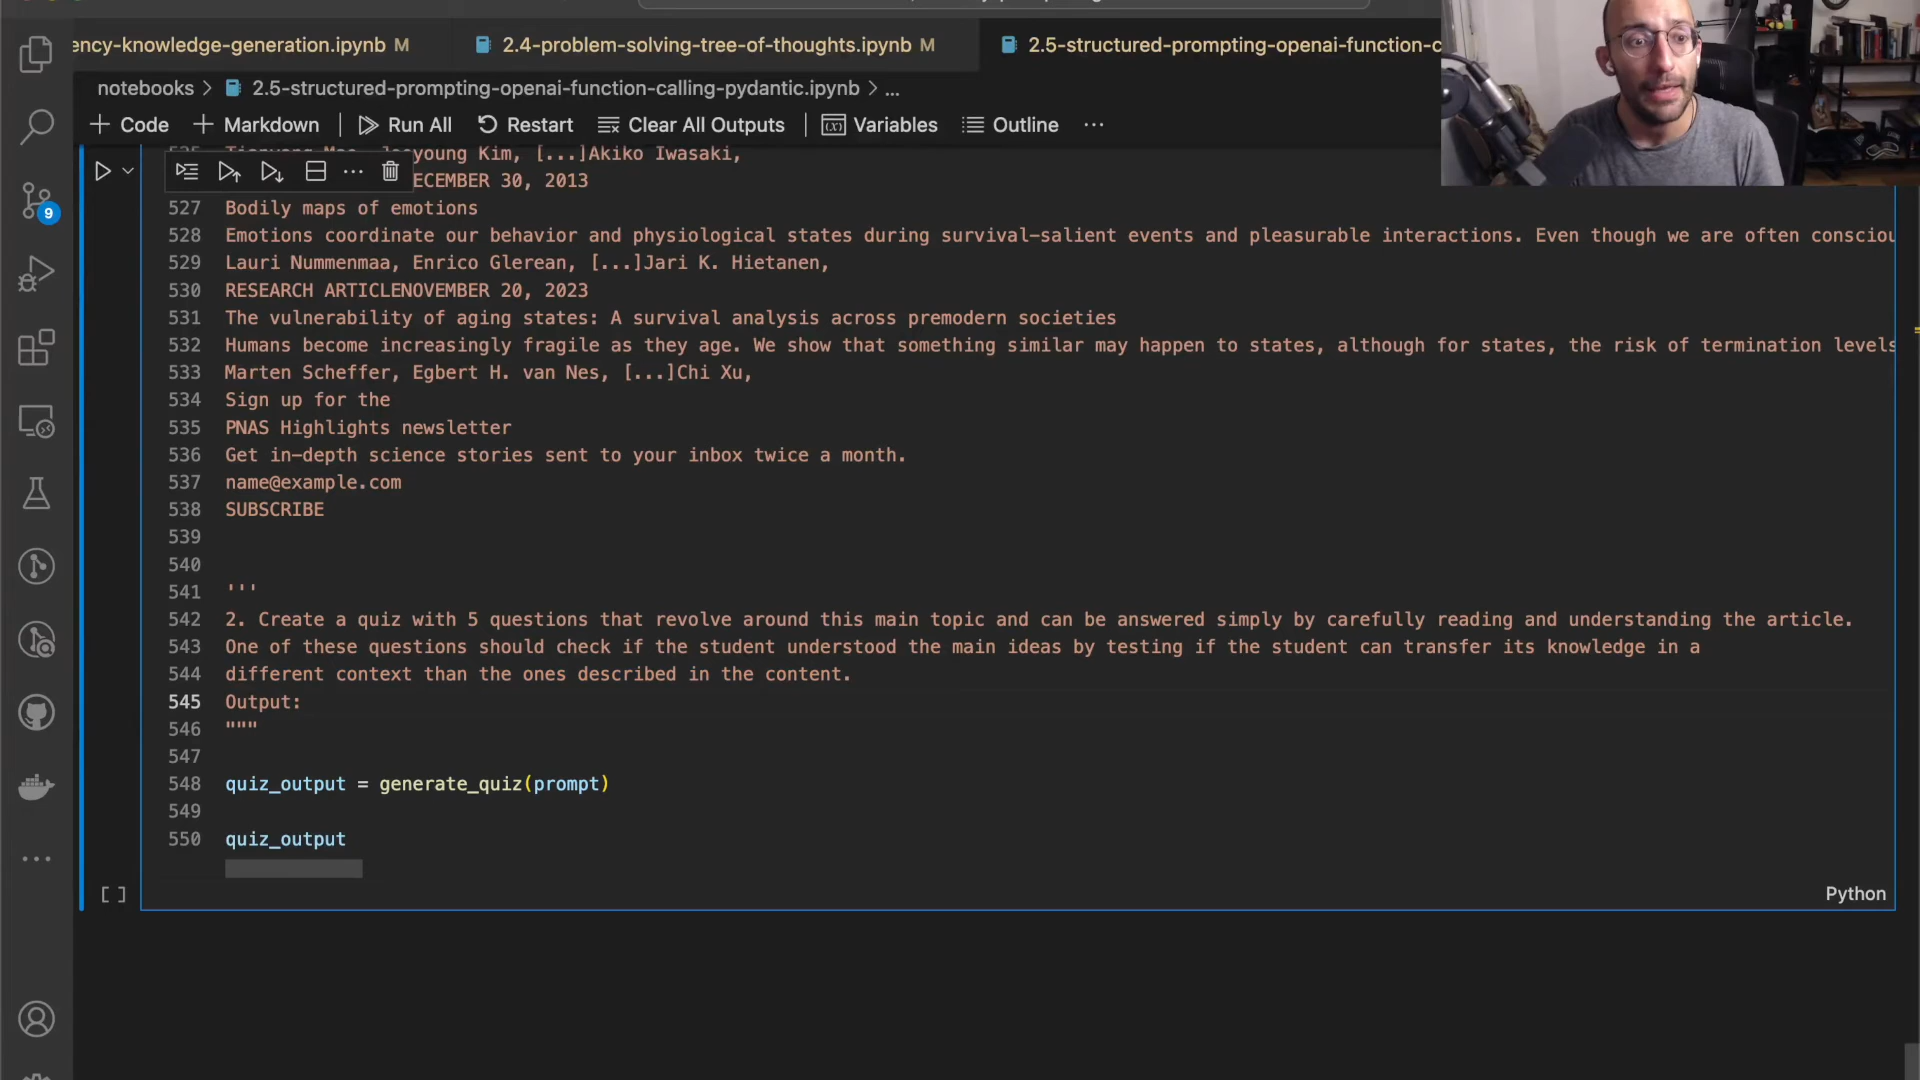 ency-knowledge-generation.ipynb M
2.4-problem-solving-tree-of-thoughts.ipynb M
2.5-structured-prompting-openai-function-c
notebooks > 2.5-structured-prompting-openai-function-calling-pydantic.ipynb > ...
+ Code + Markdown | Run All Restart Clear All Outputs | Variables Outline ...
young Kim, [...]Akiko Iwasaki,
ECEMBER 30, 2013
527 Bodily maps of emotions
528 Emotions coordinate our behavior and physiological states during survival-salient events and pleasurable interactions. Even though we are often consciou
529 Lauri Nummenmaa, Enrico Glerean, [...]Jari K. Hietanen,
530 RESEARCH ARTICLENOVEMBER 20, 2023
531 The vulnerability of aging states: A survival analysis across premodern societies
532 Humans become increasingly fragile as they age. We show that something similar may happen to states, although for states, the risk of termination levels
533 Marten Scheffer, Egbert H. van Nes, [...]Chi Xu,
534 Sign up for the
535 PNAS Highlights newsletter
536 Get in-depth science stories sent to your inbox twice a month.
537 name@example.com
538 SUBSCRIBE
539
540
541 '''
542 2. Create a quiz with 5 questions that revolve around this main topic and can be answered simply by carefully reading and understanding the article.
543 One of these questions should check if the student understood the main ideas by testing if the student can transfer its knowledge in a
544 different context than the ones described in the content.
545 Output:
546 """
547
548 quiz_output = generate_quiz(prompt)
549
550 quiz_output
[ ]
Python
9